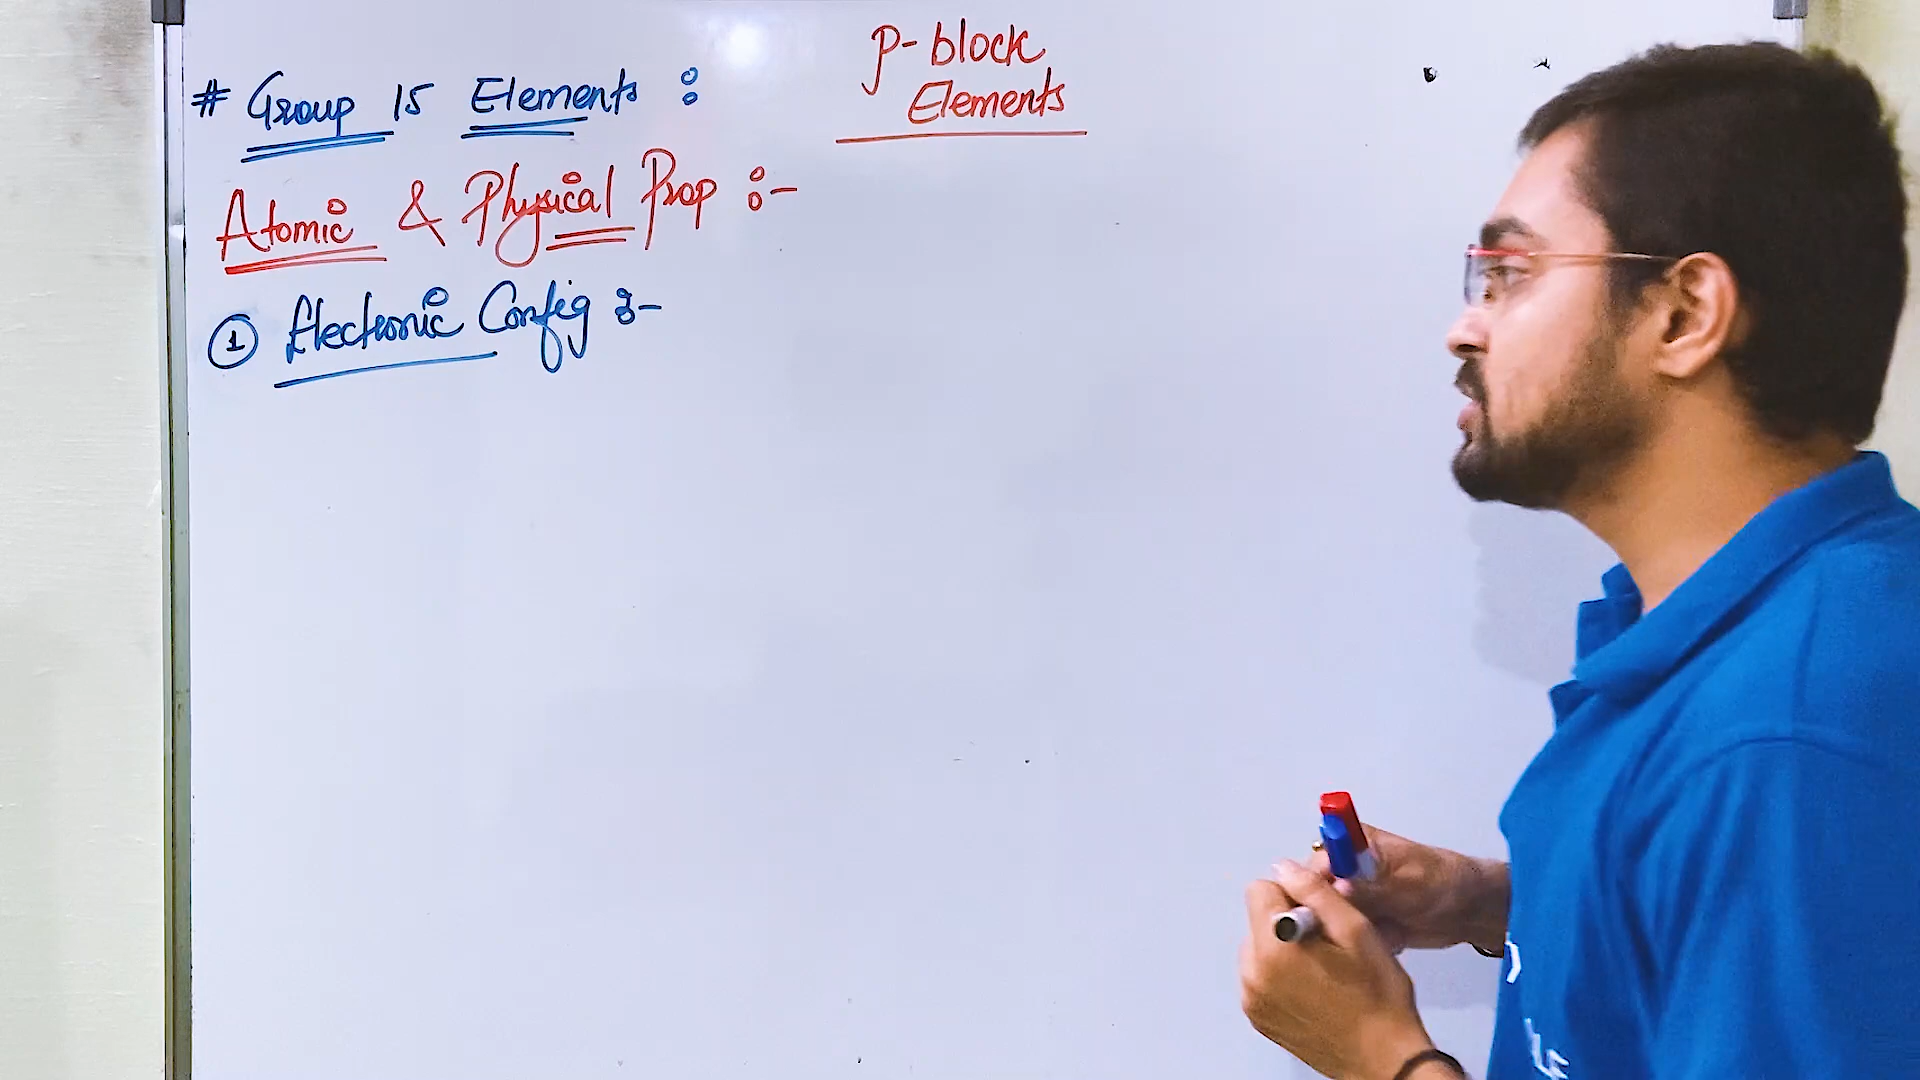 p-block
Elements
# Group 15 Elements :
Atomic & Physical Prop :-
① Electronic Config :-